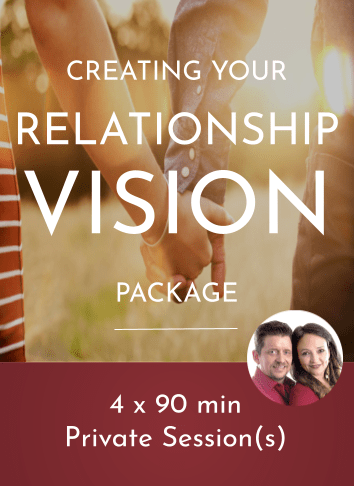 CREATING YOUR
RELATIONSHIP
VISION
PACKAGE
4 x 90 min
Private Session(s)